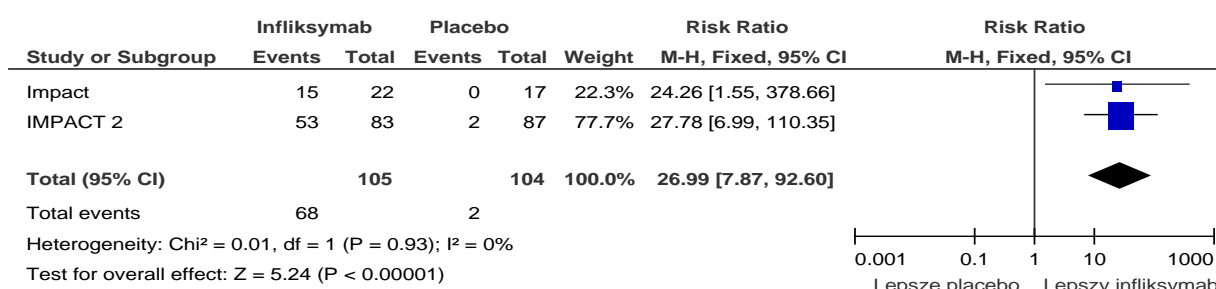 Infliksymab Placebo Risk Ratio Risk Ratio
Study or Subgroup Events Total Events Total Weight M-H, Fixed, 95% CI M-H, Fixed, 95% CI
Impact 15 22 0 17 22.3% 24.26 [1.55, 378.66]
IMPACT 2 53 83 2 87 77.7% 27.78 [6.99, 110.35]
Total (95% CI) 105 104 100.0% 26.99 [7.87, 92.60]
Total events 68 2
Heterogeneity: Chi² = 0.01, df = 1 (P = 0.93); I² = 0%
Test for overall effect: Z = 5.24 (P < 0.00001)
0.001 0.1 1 10 1000
Lepsze placebo Lepszy infliksymab